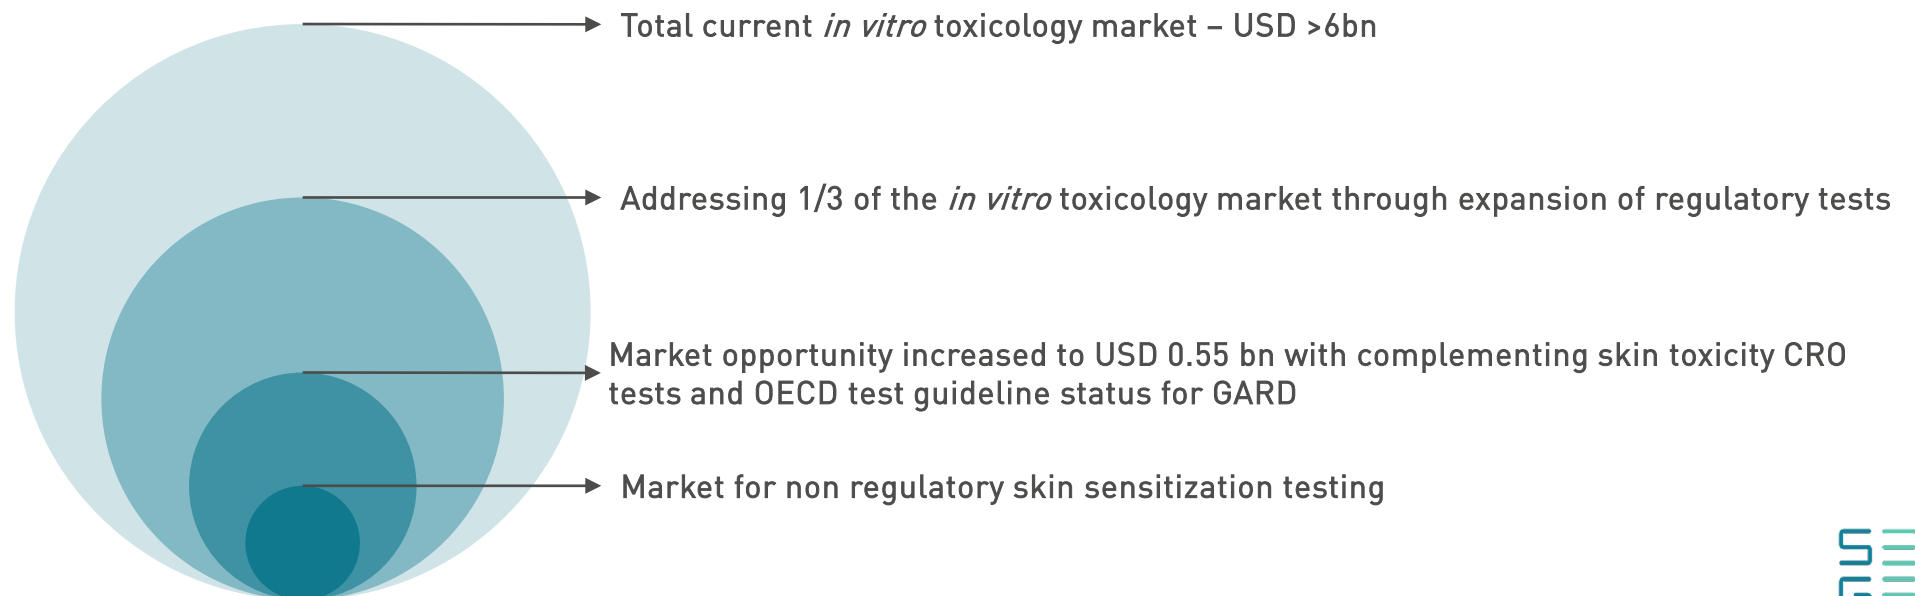 Total current in vitro toxicology market – USD >6bn
Addressing 1/3 of the in vitro toxicology market through expansion of regulatory tests
Market opportunity increased to USD 0.55 bn with complementing skin toxicity CRO
tests and OECD test guideline status for GARD
Market for non regulatory skin sensitization testing